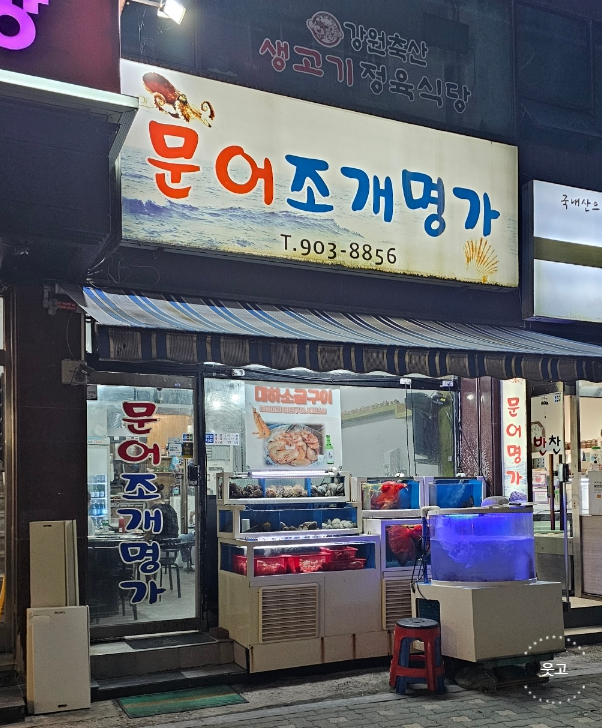 강원축산
생고기 정육식당
문어조개명가
T.903-8856
국내산으
대하소금구이
문어조개명가
문어명가
반찬
웃고